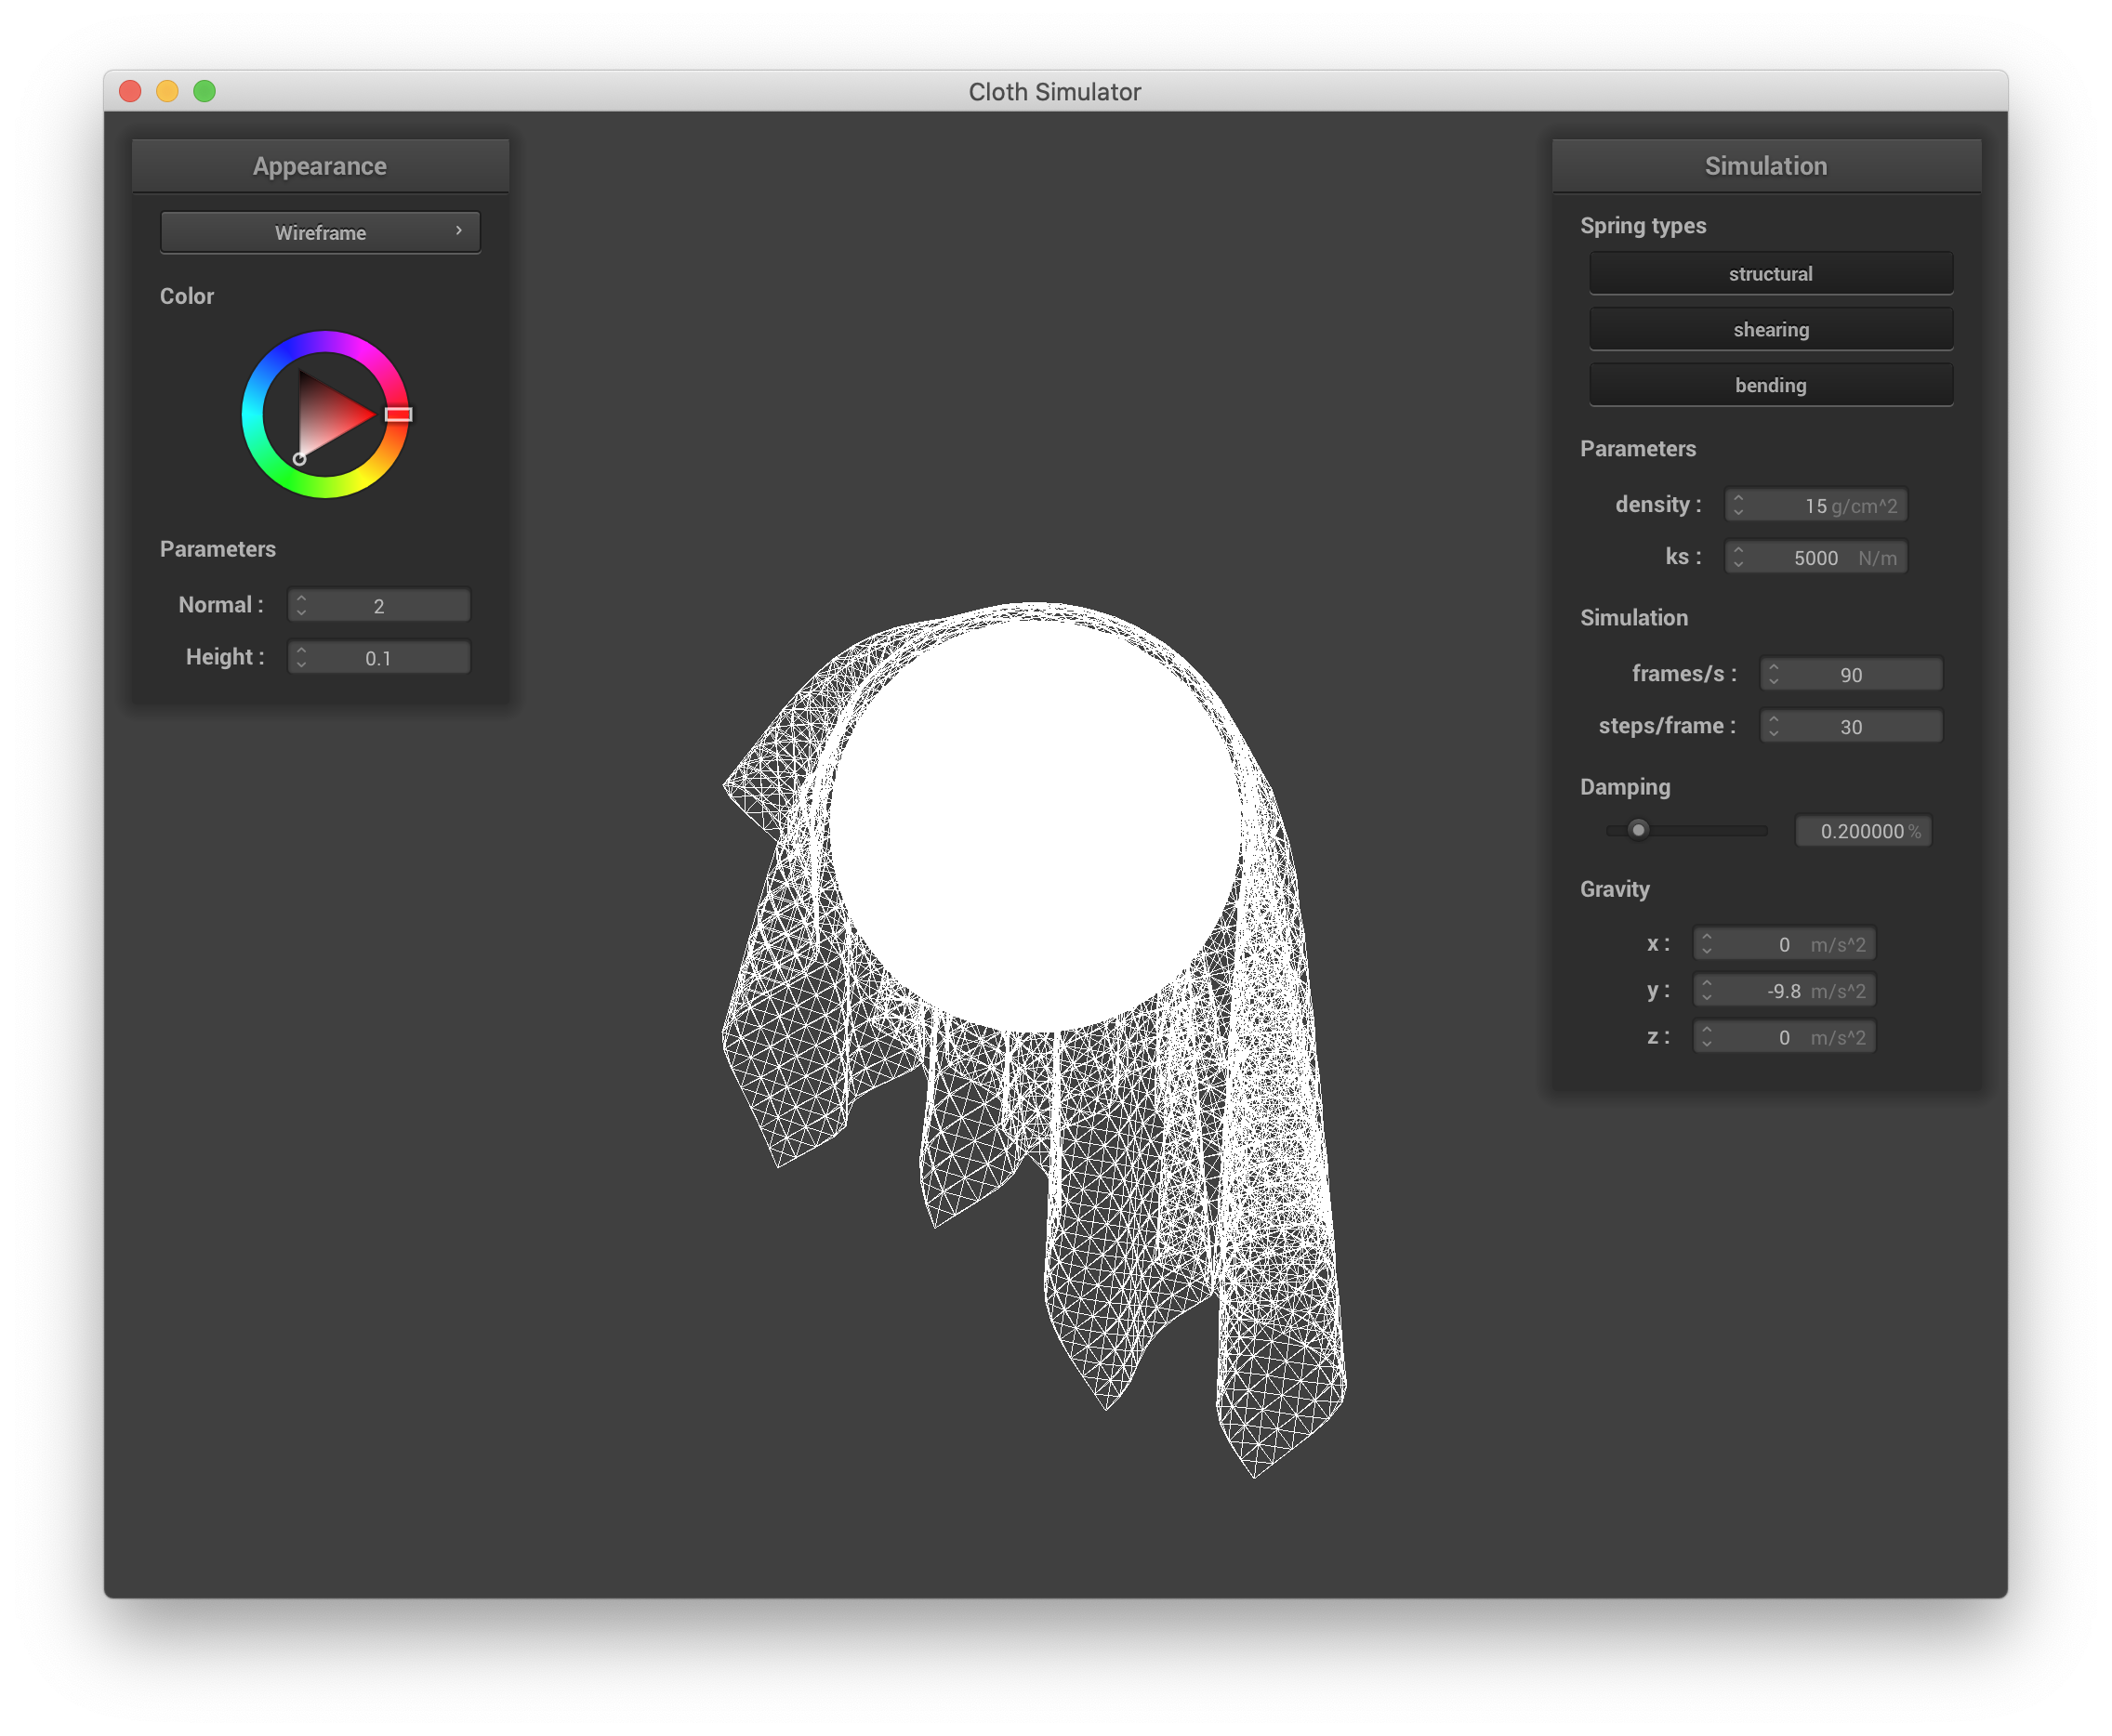 Cloth Simulator
Appearance
Wireframe
Color
Parameters
Normal : 2
Height : 0.1
Simulation
Spring types
structural
shearing
bending
Parameters
density : 15 g/cm^2
ks : 5000 N/m
Simulation
frames/s : 90
steps/frame : 30
Damping
0.200000 %
Gravity
x : 0 m/s^2
y : -9.8 m/s^2
z : 0 m/s^2